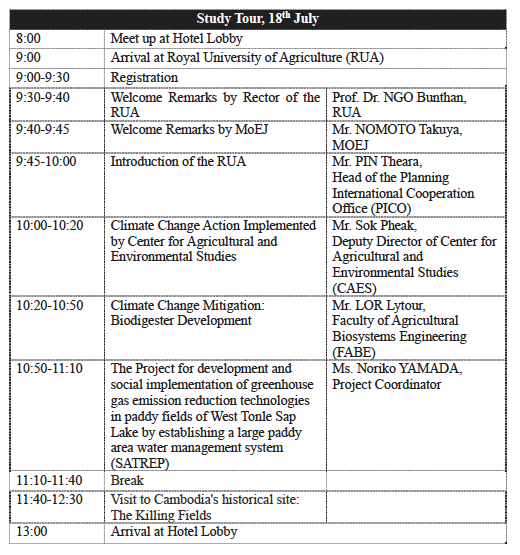 Study Tour, 18th July
8:00 Meet up at Hotel Lobby
9:00 Arrival at Royal University of Agriculture (RUA)
9:00-9:30 Registration
9:30-9:40 Welcome Remarks by Rector of the Prof. Dr. NGO Bunthan,
RUA RUA
9:40-9:45 Welcome Remarks by MoEJ Mr. NOMOTO Takuya,
MOEJ
9:45-10:00 Introduction of the RUA Mr. PIN Theara,
Head of the Planning
International Cooperation
Office (PICO)
10:00-10:20 Climate Change Action Implemented Mr. Sok Pheak,
by Center for Agricultural and Deputy Director of Center for
Environmental Studies Agricultural and
Environmental Studies
(CAES)
10:20-10:50 Climate Change Mitigation: Mr. LOR Lytour,
Biodigester Development Faculty of Agricultural
Biosystems Engineering
(FABE)
10:50-11:10 The Project for development and Ms. Noriko YAMADA,
social implementation of greenhouse Project Coordinator
gas emission reduction technologies
in paddy fields of West Tonle Sap
Lake by establishing a large paddy
area water management system
(SATREP)
11:10-11:40 Break
11:40-12:30 Visit to Cambodia's historical site:
The Killing Fields
13:00 Arrival at Hotel Lobby